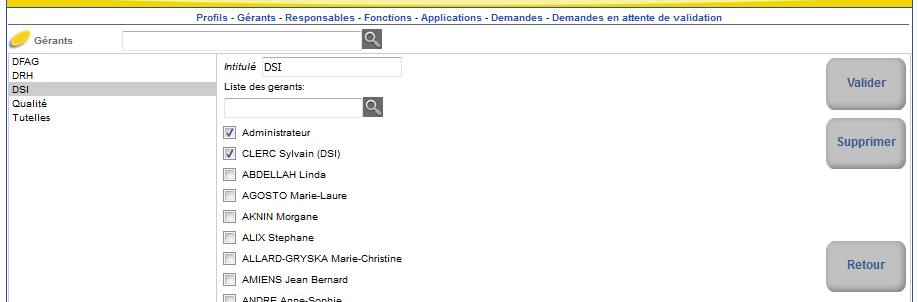 Profils - Gérants - Responsables - Fonctions - Applications - Demandes - Demandes en attente de validation
Gérants
DFAG
DRH
DSI
Qualité
Tutelles
Intitulé DSI
Liste des gerants:
Administrateur
CLERC Sylvain (DSI)
ABDELLAH Linda
AGOSTO Marie-Laure
AKNIN Morgane
ALIX Stephane
ALLARD-GRYSKA Marie-Christine
AMIENS Jean Bernard
ANDRE Anne-Sophie
Valider
Supprimer
Retour